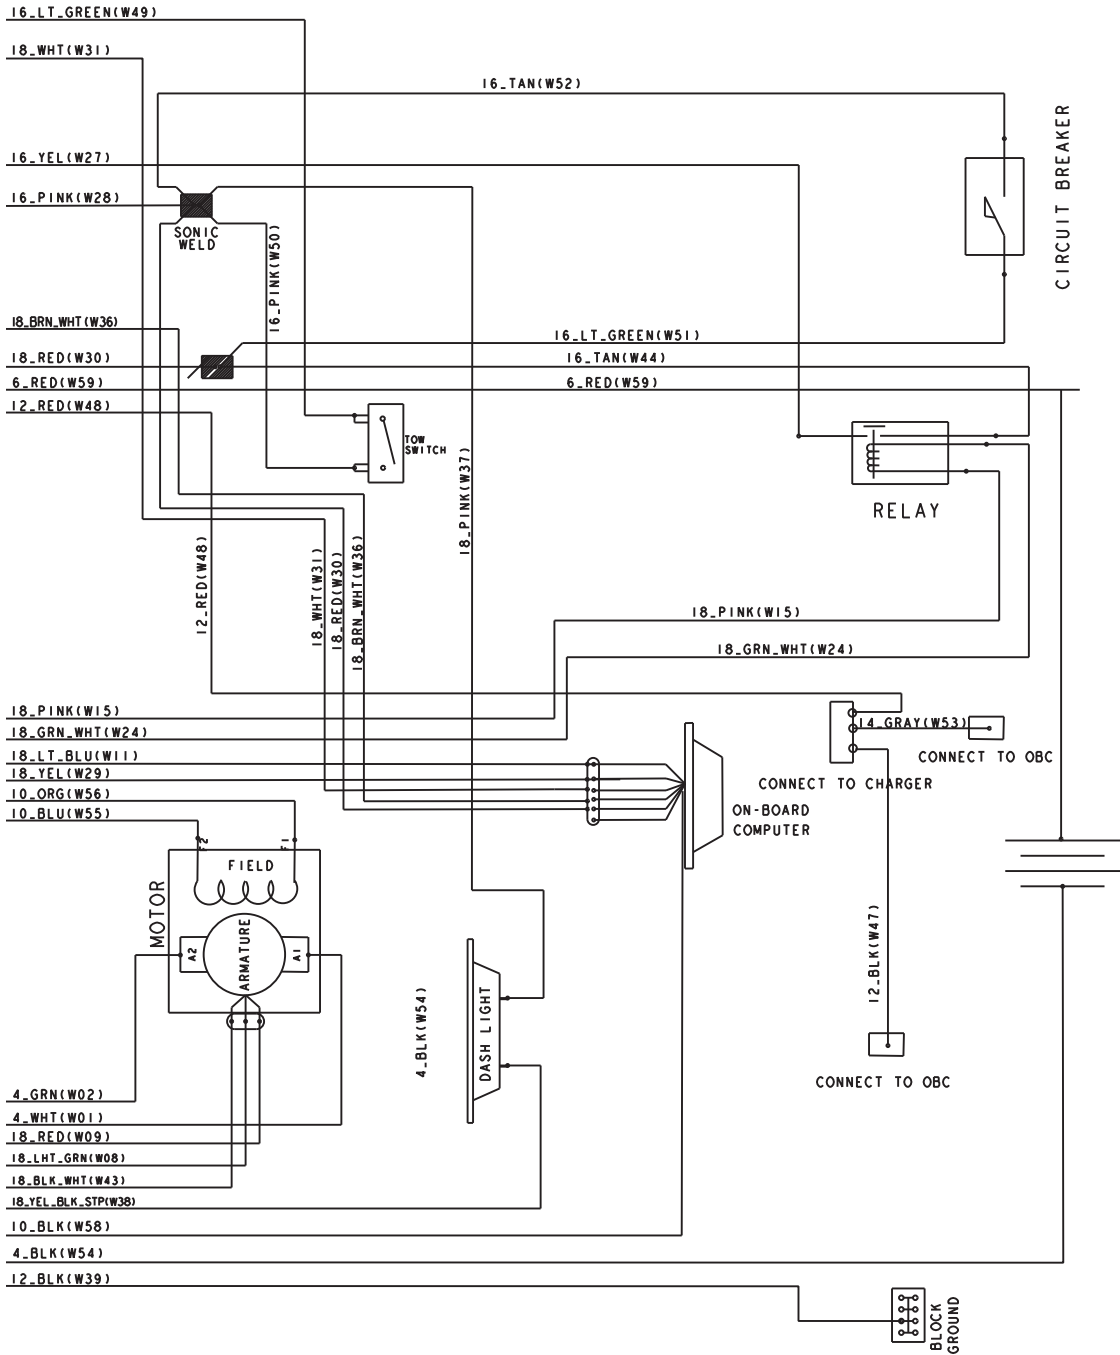 16_LT_GREEN(W49)
18_WHT(W31)
16_TAN(W52)
CIRCUIT BREAKER
16_YEL(W27)
16_PINK(W28)
SONIC
WELD
16_PINK(W50)
18_BRN_WHT(W36)
16_LT_GREEN(W51)
18_RED(W30)
16_TAN(W44)
6_RED(W59)
6_RED(W59)
12_RED(W48)
TOW
SWITCH
18_PINK(W37)
RELAY
12_RED(W48)
18_WHT(W31)
18_RED(W30)
18_BRN_WHT(W36)
18_PINK(W15)
18_GRN_WHT(W24)
18_PINK(W15)
18_GRN_WHT(W24)
14_GRAY(W53)
CONNECT TO OBC
18_LT_BLU(W11)
18_YEL(W29)
CONNECT TO CHARGER
10_ORG(W56)
10_BLU(W55)
ON-BOARD
COMPUTER
F2
F1
FIELD
MOTOR
A2
ARMATURE
A1
12_BLK(W47)
4_BLK(W54)
DASH LIGHT
CONNECT TO OBC
4_GRN(W02)
4_WHT(W01)
18_RED(W09)
18_LHT_GRN(W08)
18_BLK_WHT(W43)
18_YEL_BLK_STP(W38)
10_BLK(W58)
4_BLK(W54)
12_BLK(W39)
BLOCK
GROUND